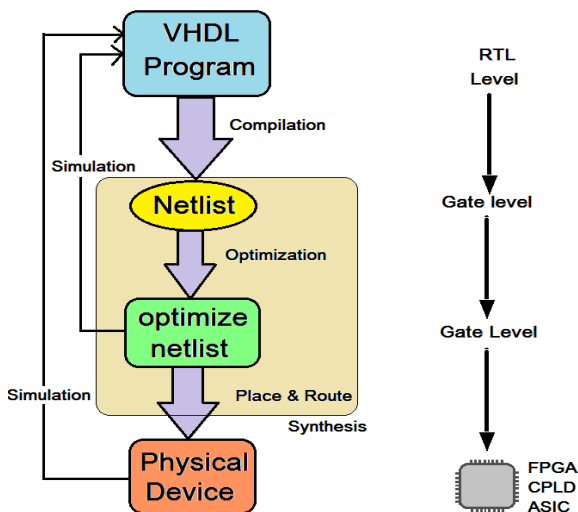 VHDL
Program
Compilation
Simulation
Netlist
Optimization
optimize
netlist
Simulation
Place & Route
Synthesis
Physical
Device
RTL
Level
Gate level
Gate Level
FPGA
CPLD
ASIC